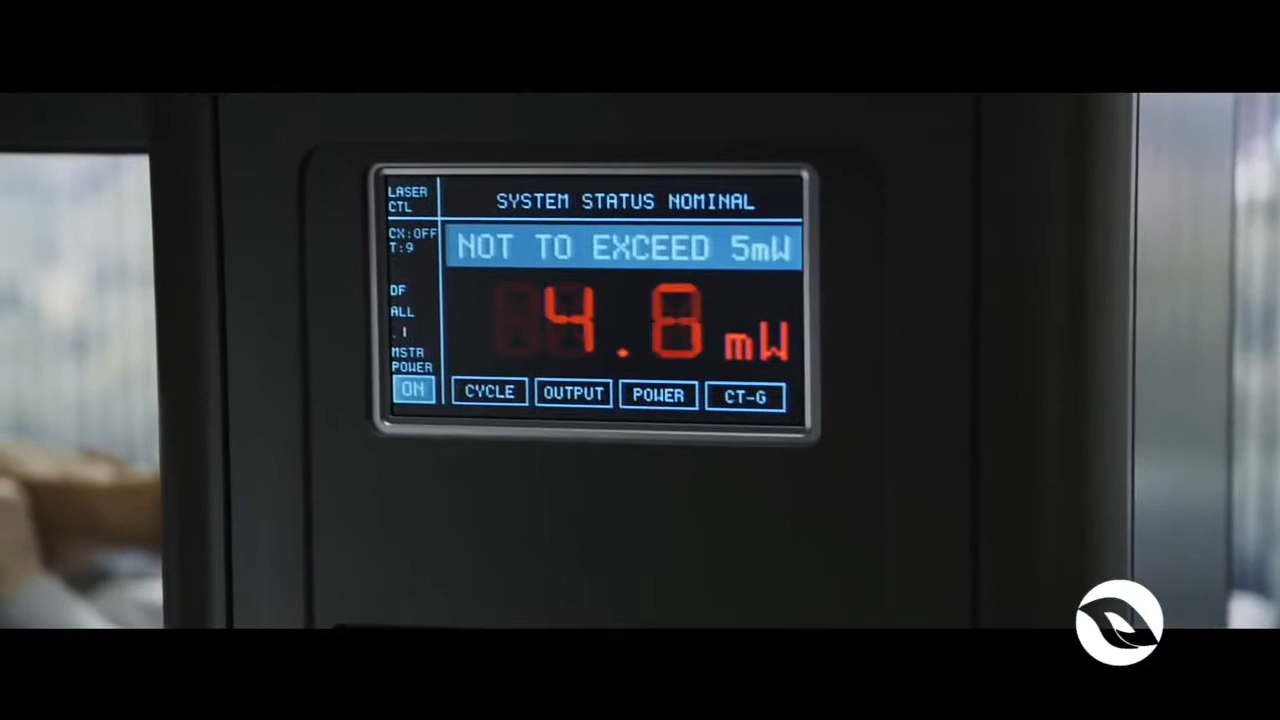 LASER
CTL
SYSTEM STATUS NOMINAL
CX:OFF
T:9
NOT TO EXCEED 5mW
DF
ALL
.1
4.8 mW
MSTR
POWER
ON
CYCLE
OUTPUT
POWER
CT-G